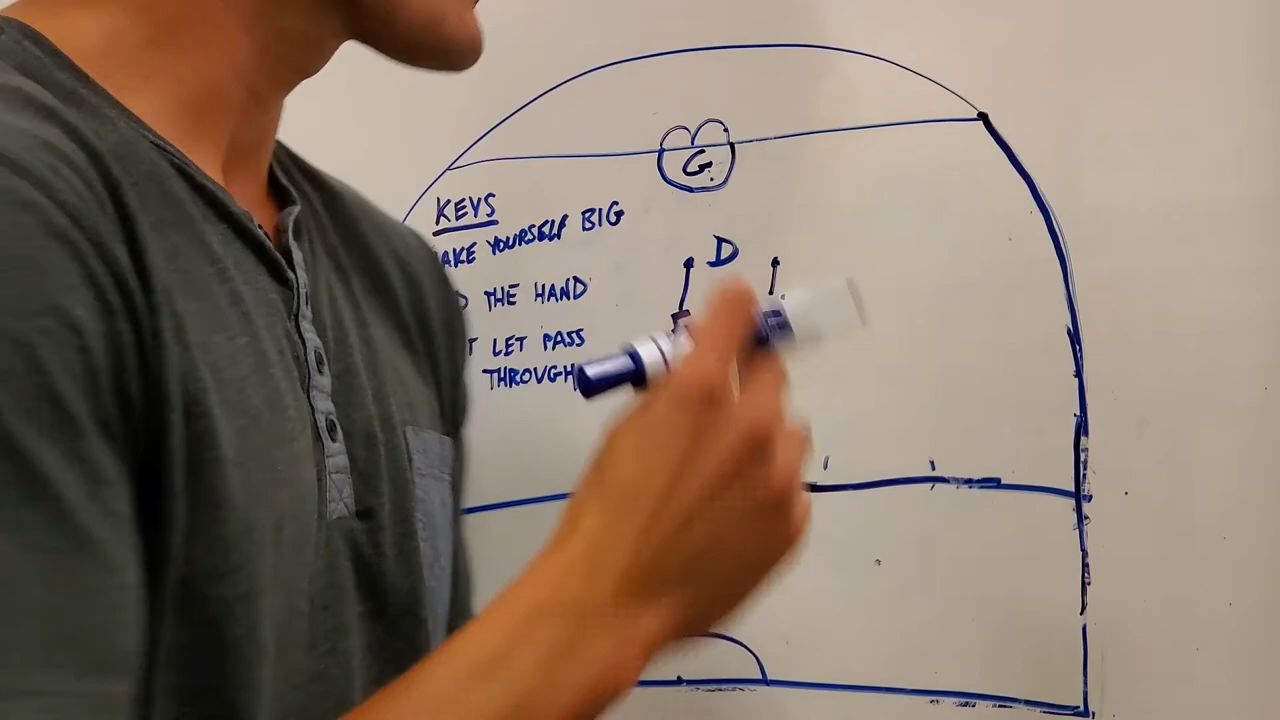 G.
KEYS
AKE YOURSELF BIG
D
THE HAND
T LET PASS
THROUGH